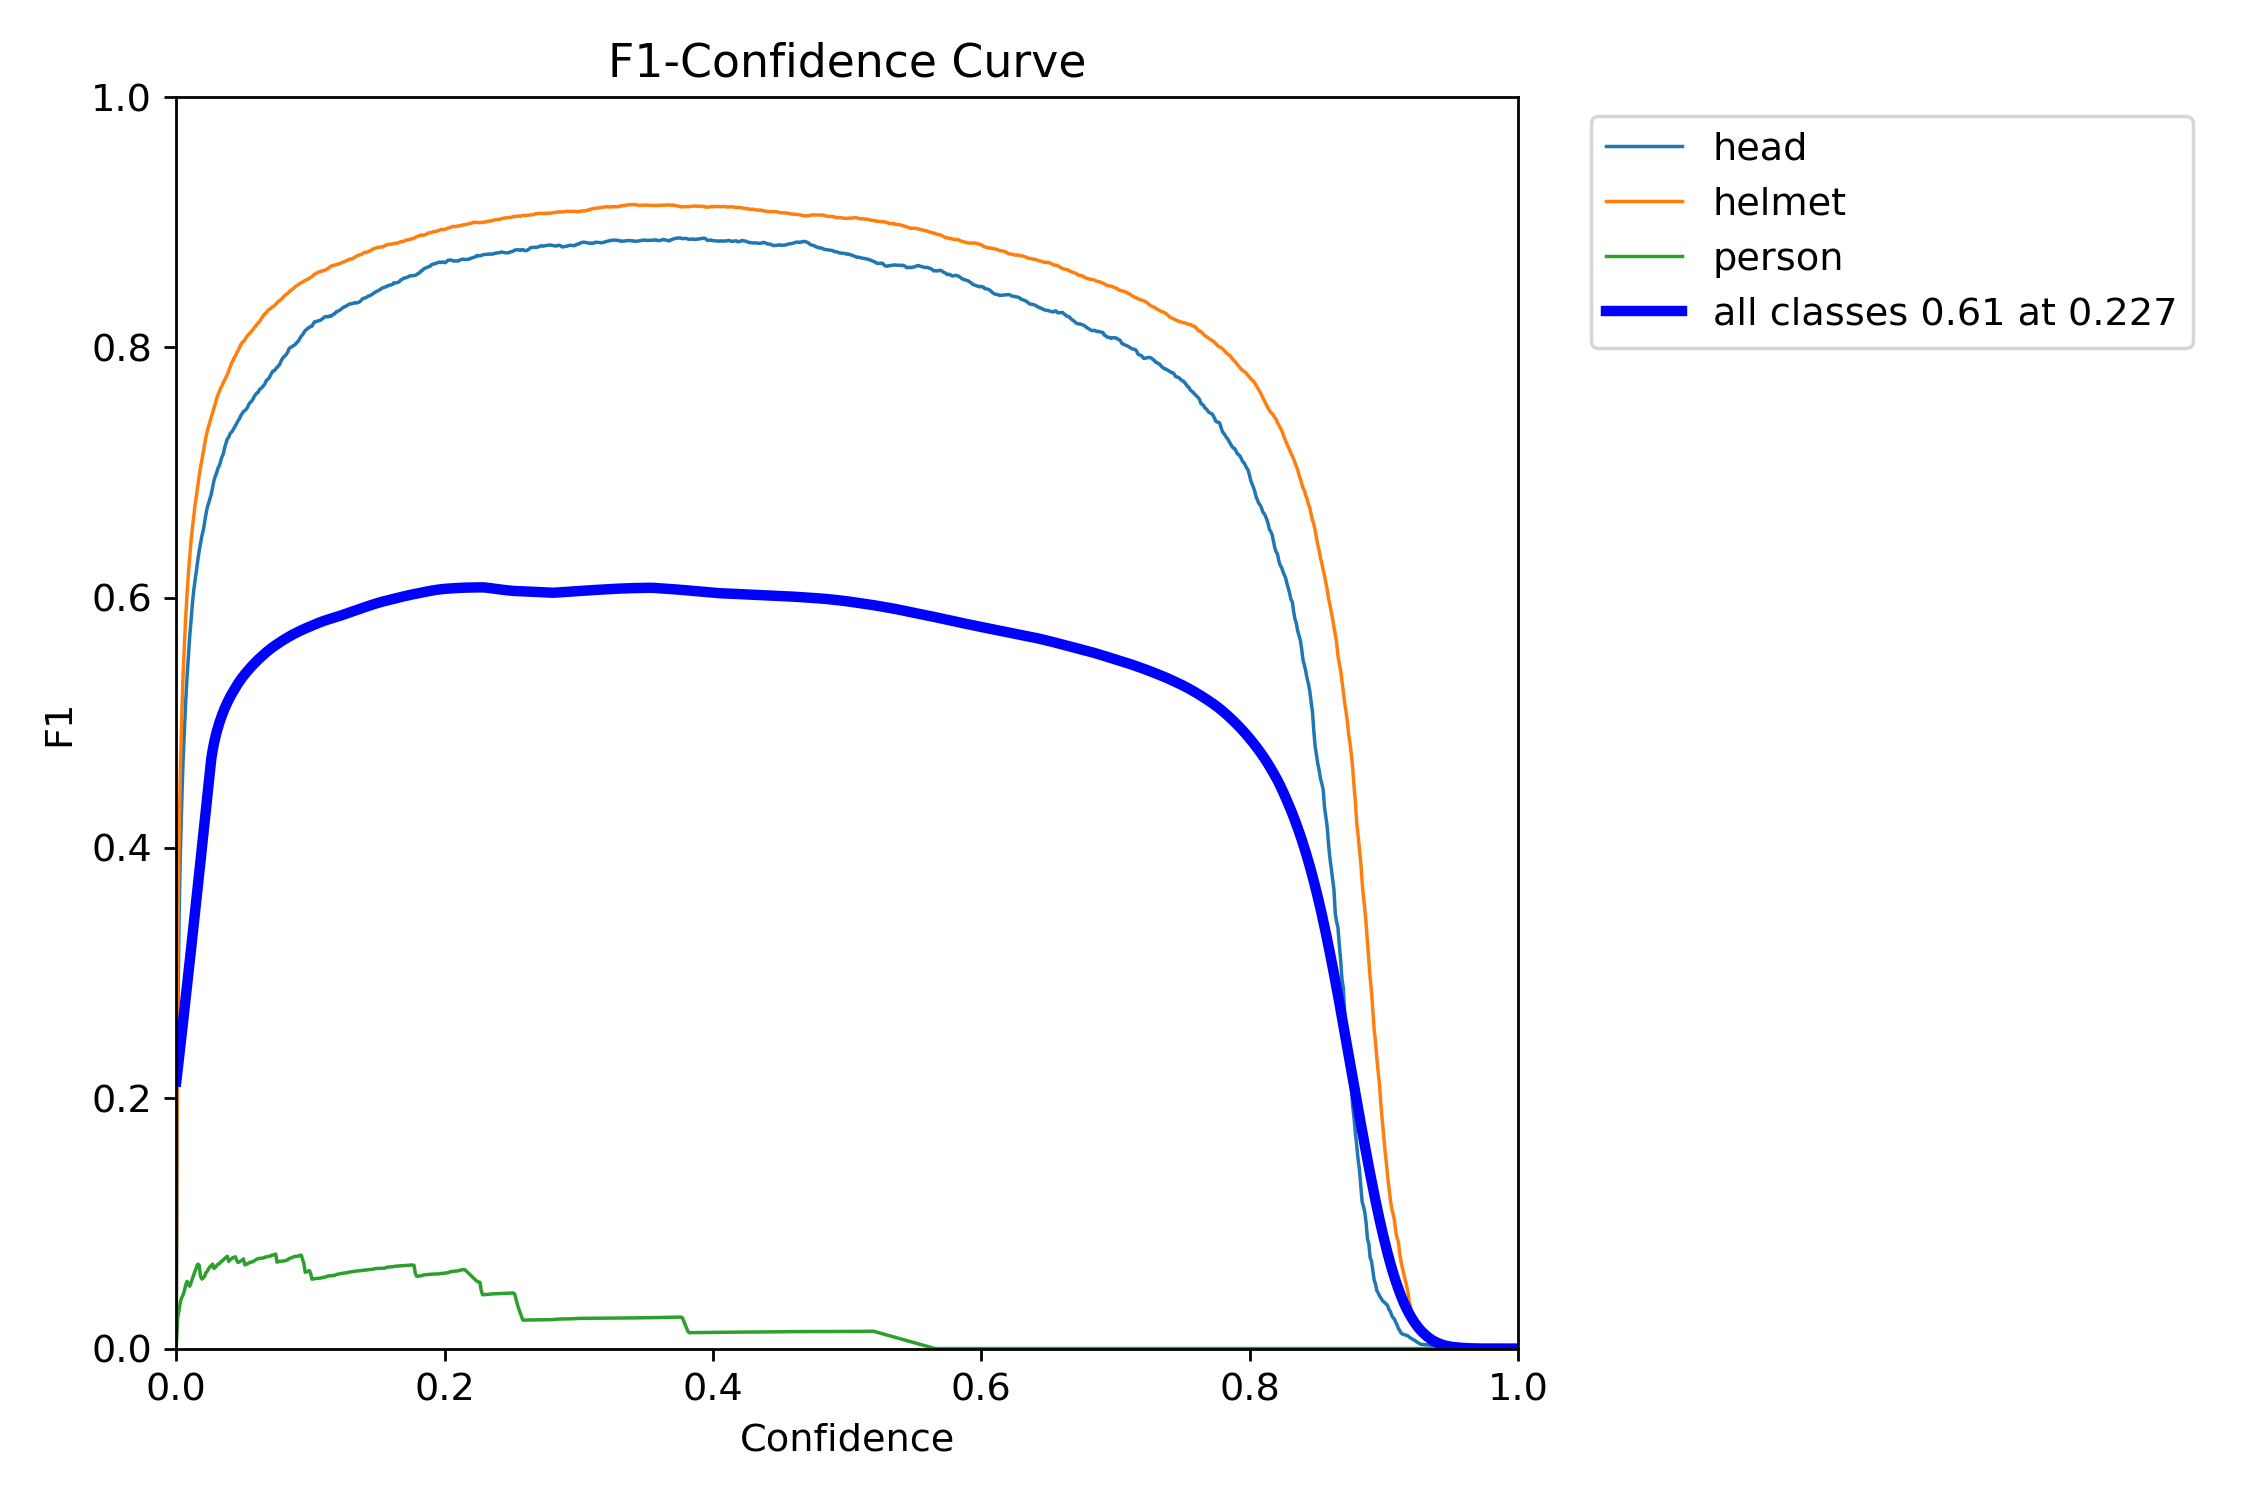 F1-Confidence Curve
1.0
0.8
0.6
0.4
0.2
0.0
F1
0.0 0.2 0.4 0.6 0.8 1.0
Confidence
head
helmet
person
all classes 0.61 at 0.227